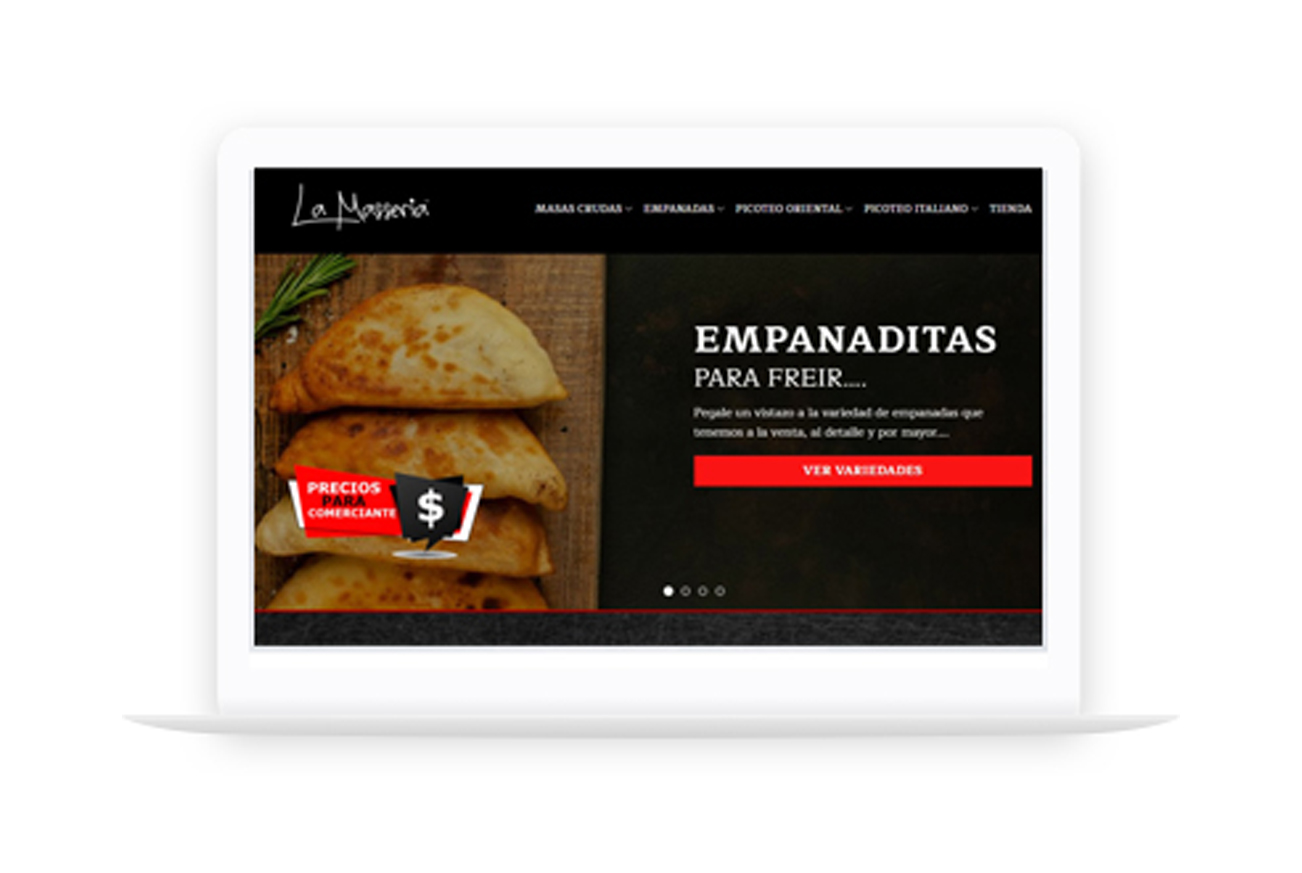 La Masseria
MASAS CRUDAS EMPANADAS PICOTEO ORIENTAL PICOTEO ITALIANO TIENDA
EMPANADITAS
PARA FREIR....
Pegale un vistazo a la variedad de empanadas que
tenemos a la venta, al detalle y por mayor....
VER VARIEDADES
PRECIOS
PARA
COMERCIANTE
$